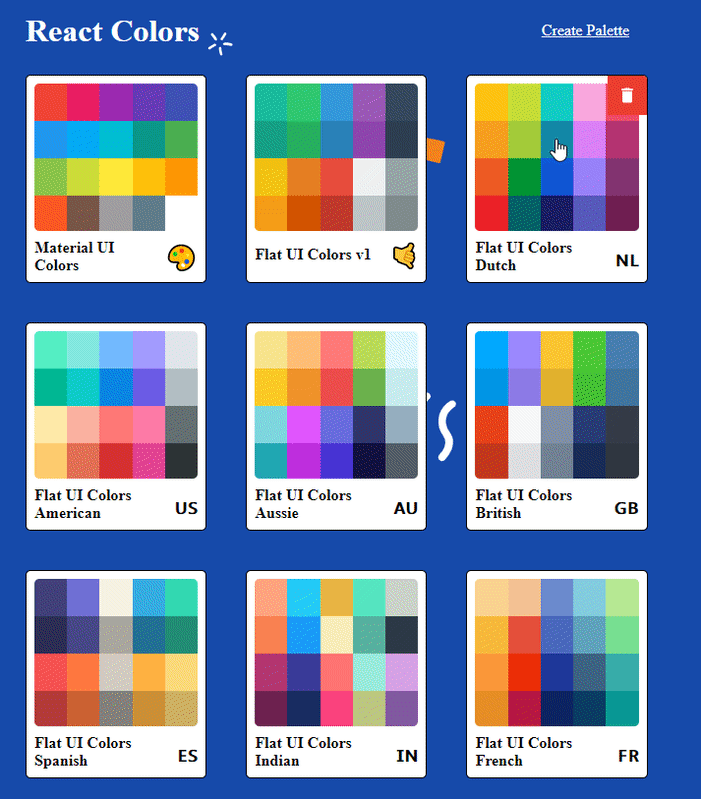 React Colors
Create Palette
Material UI
Colors
Flat UI Colors v1
Flat UI Colors
Dutch
NL
Flat UI Colors
American
US
Flat UI Colors
Aussie
AU
Flat UI Colors
British
GB
Flat UI Colors
Spanish
ES
Flat UI Colors
Indian
IN
Flat UI Colors
French
FR